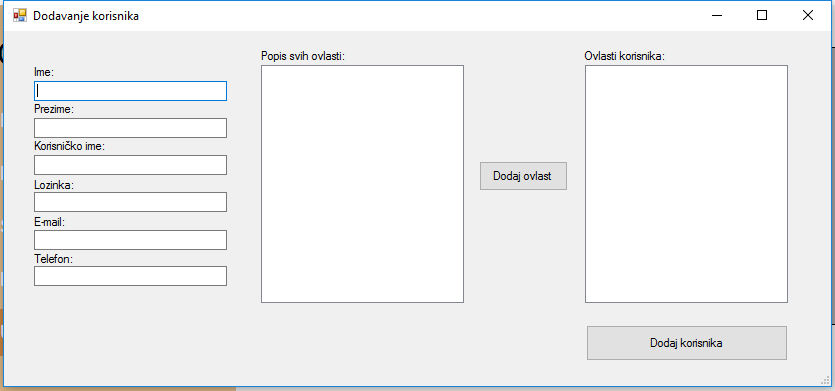 Dodavanje korisnika
Ime:
Prezime:
Korisničko ime:
Lozinka:
E-mail:
Telefon:
Popis svih ovlasti:
Dodaj ovlast
Ovlasti korisnika:
Dodaj korisnika